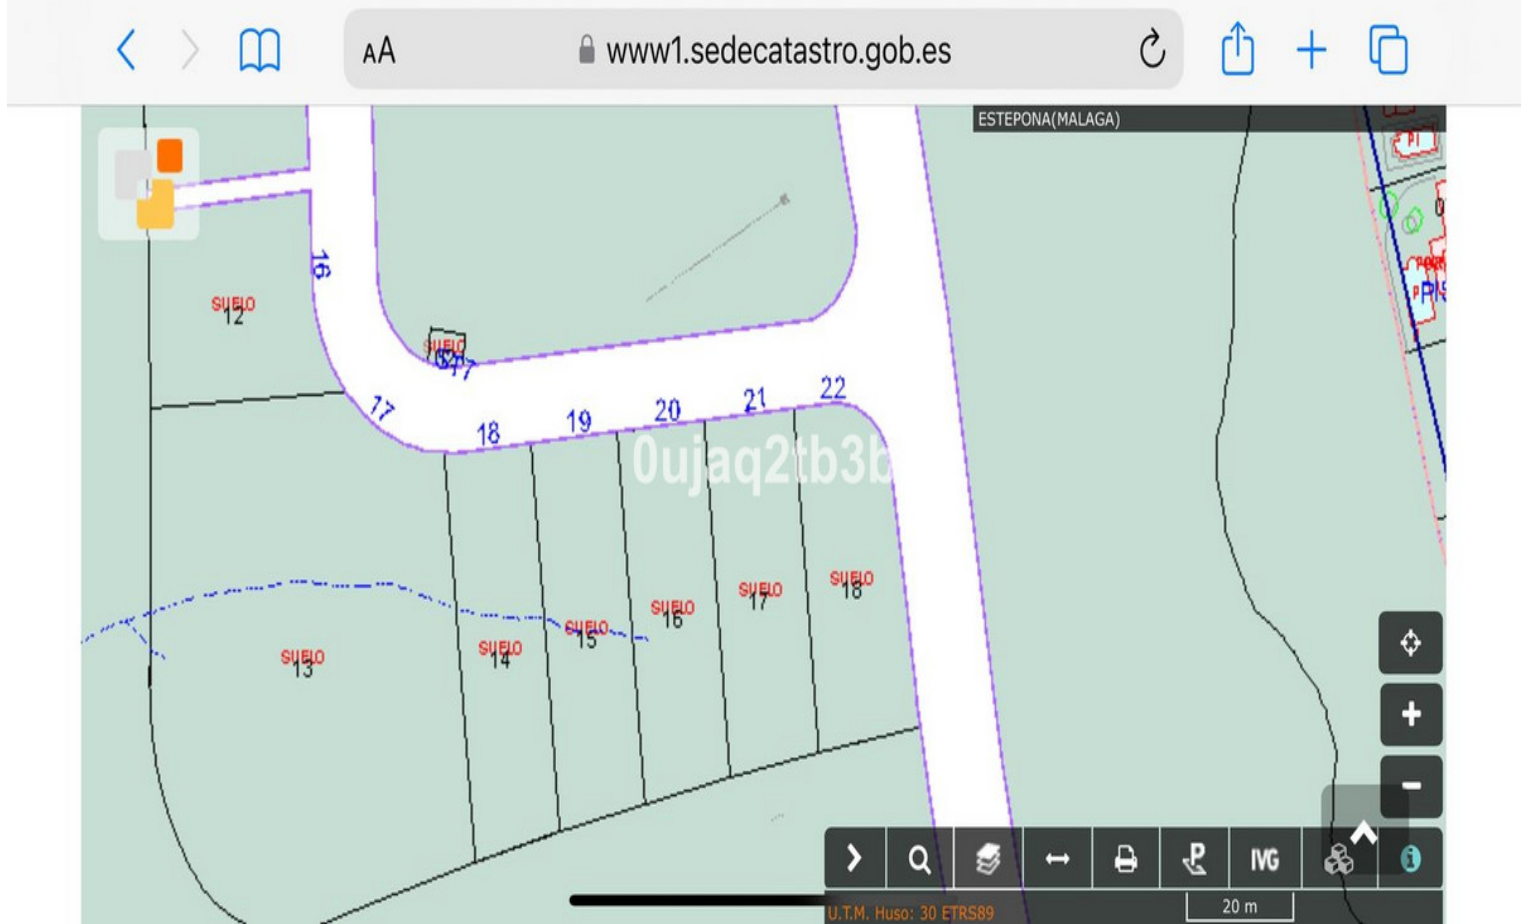 AA
www1.sedecatastro.gob.es
ESTEPONA(MALAGA)
16
SUELO
12
SUELO
17
18
19
20
21
22
0ujaq2tb3b
SUELO
13
SUELO
14
SUELO
15
SUELO
16
SUELO
17
SUELO
18
P
IVG
i
U.T.M. Huso: 30 ETRS89
20 m